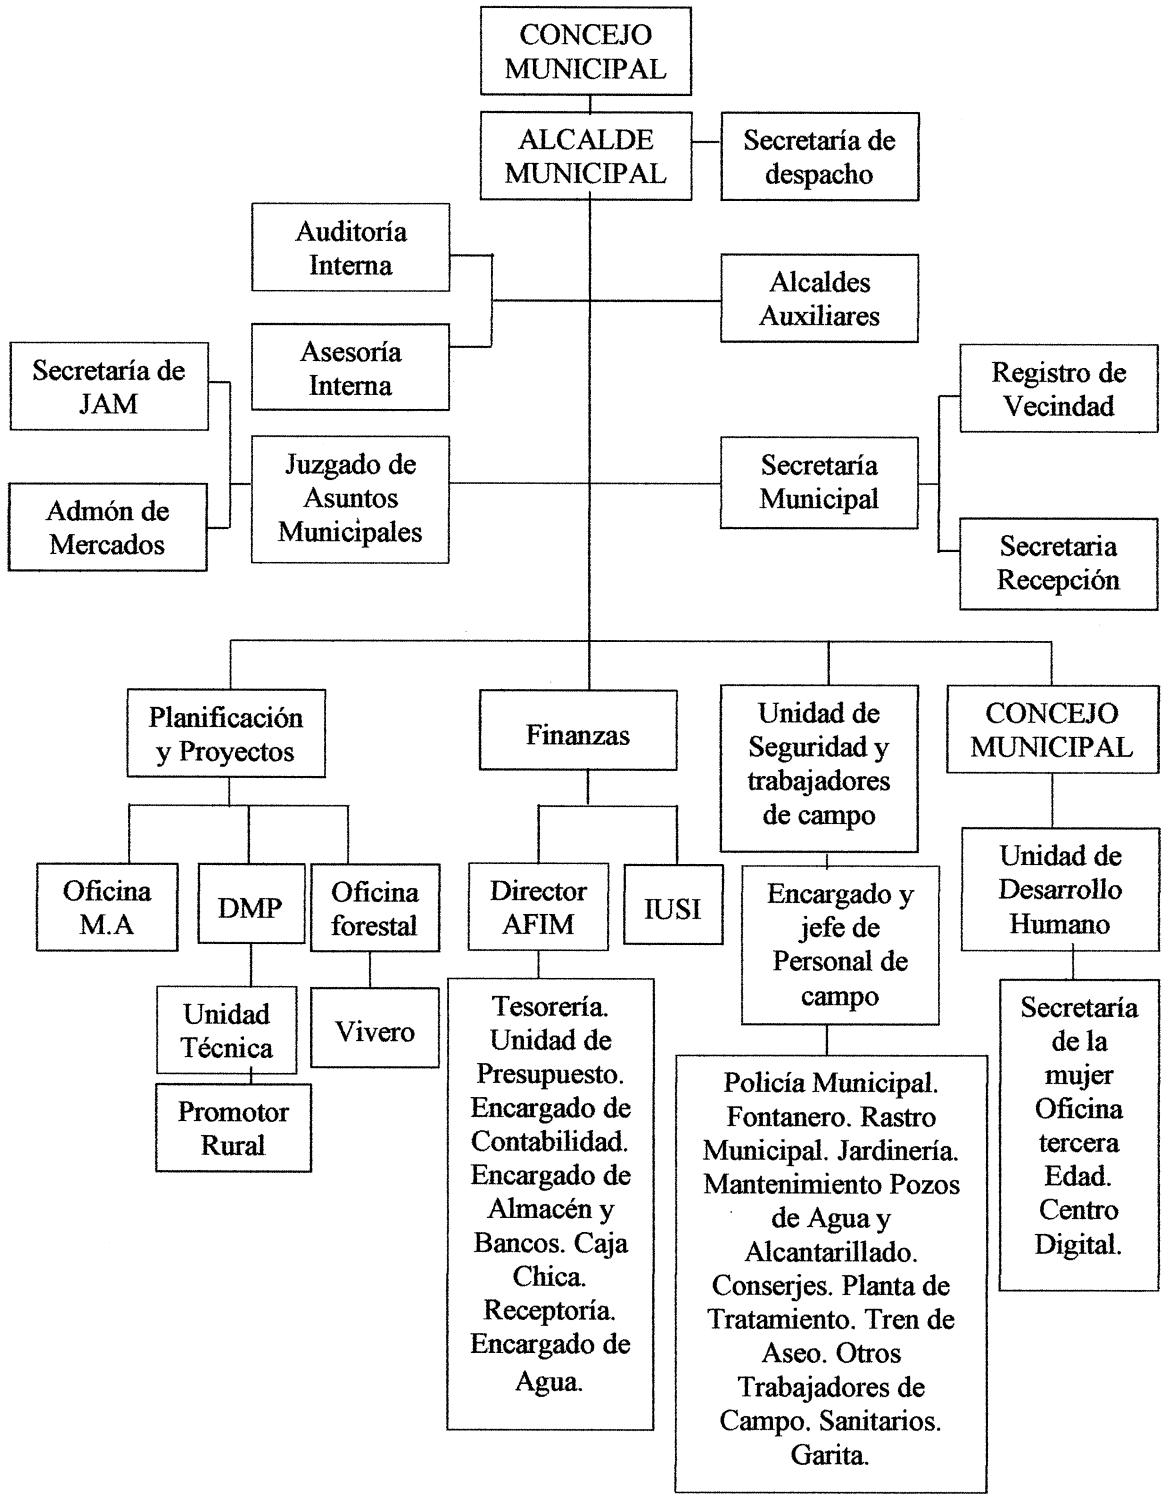 CONCEJO
MUNICIPAL
ALCALDE
MUNICIPAL
Secretaría de
despacho
Auditoría
Interna
Alcaldes
Auxiliares
Asesoría
Interna
Secretaría de
JAM
Registro de
Vecindad
Juzgado de
Asuntos
Municipales
Secretaría
Municipal
Admón de
Mercados
Secretaria
Recepción
Planificación
y Proyectos
Finanzas
Unidad de
Seguridad y
trabajadores
de campo
CONCEJO
MUNICIPAL
Oficina
M.A
DMP
Oficina
forestal
Director
AFIM
IUSI
Encargado y
jefe de
Personal de
campo
Unidad de
Desarrollo
Humano
Unidad
Técnica
Vivero
Promotor
Rural
Tesorería.
Unidad de
Presupuesto.
Encargado de
Contabilidad.
Encargado de
Almacén y
Bancos. Caja
Chica.
Receptoría.
Encargado de
Agua.
Policía Municipal.
Fontanero. Rastro
Municipal. Jardinería.
Mantenimiento Pozos
de Agua y
Alcantarillado.
Conserjes. Planta de
Tratamiento. Tren de
Aseo. Otros
Trabajadores de
Campo. Sanitarios.
Garita.
Secretaría
de la
mujer
Oficina
tercera
Edad.
Centro
Digital.